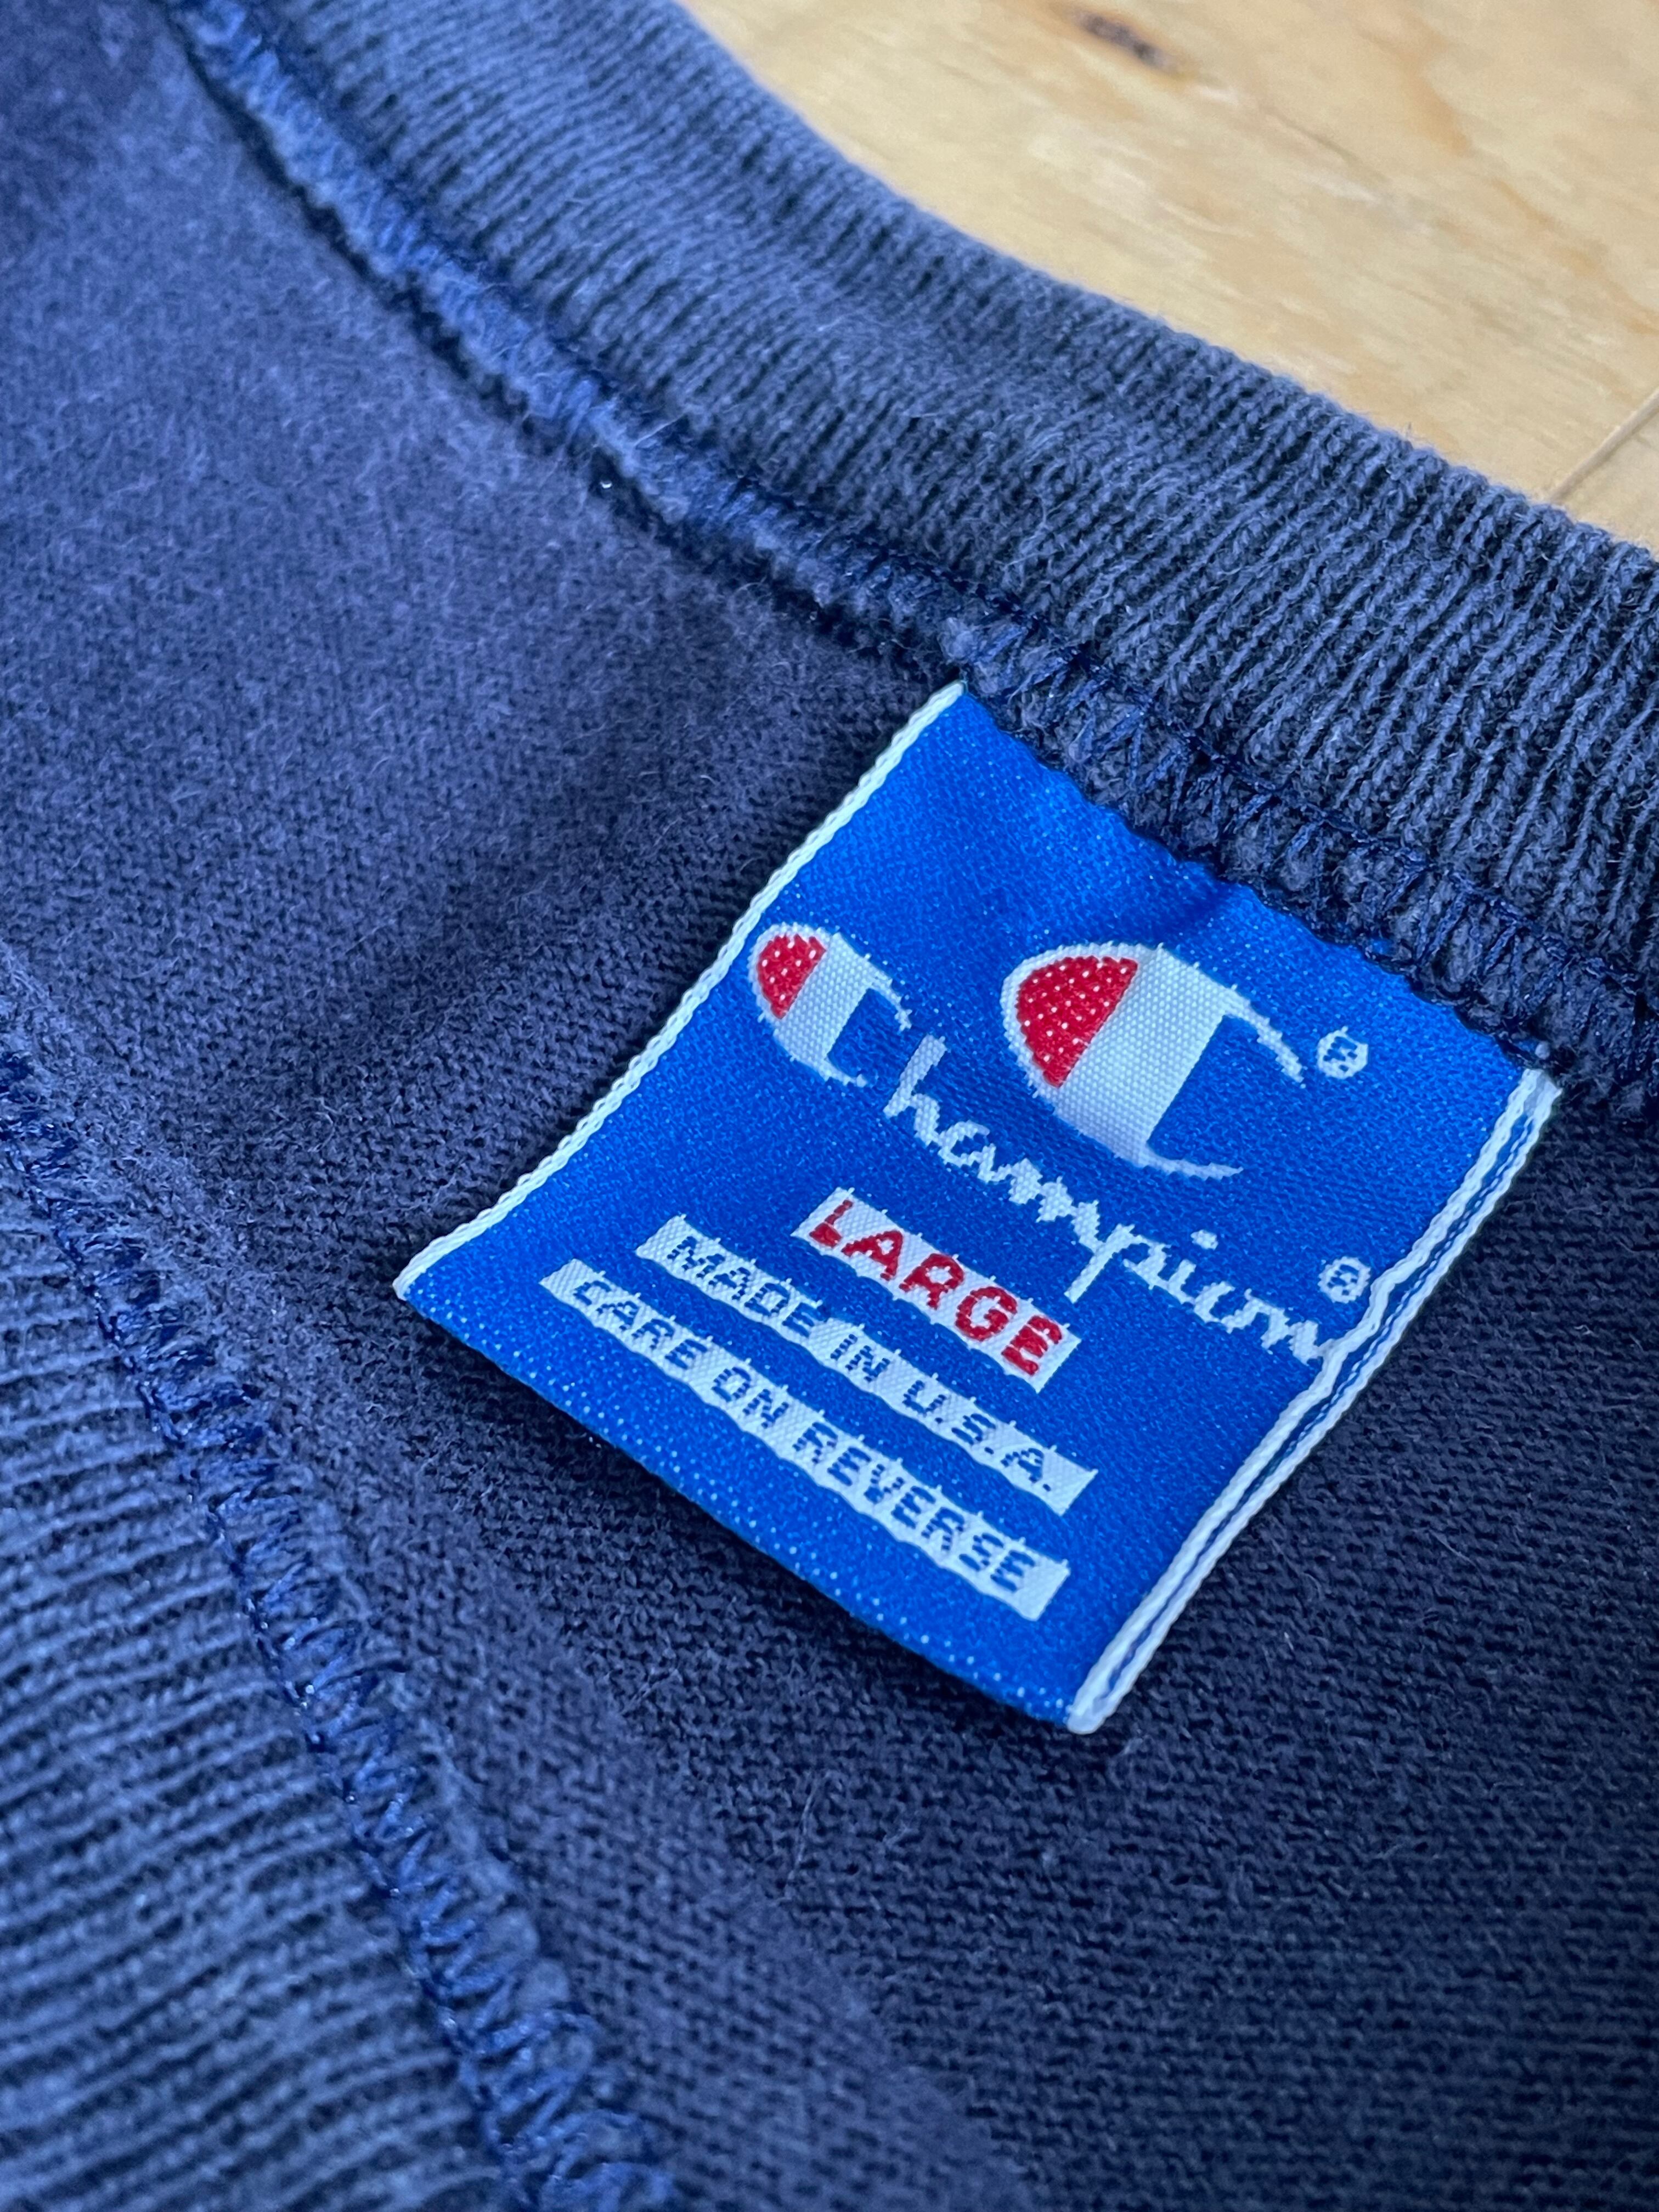 C®
Champion®
LARGE
MADE IN U.S.A.
CARE ON REVERSE